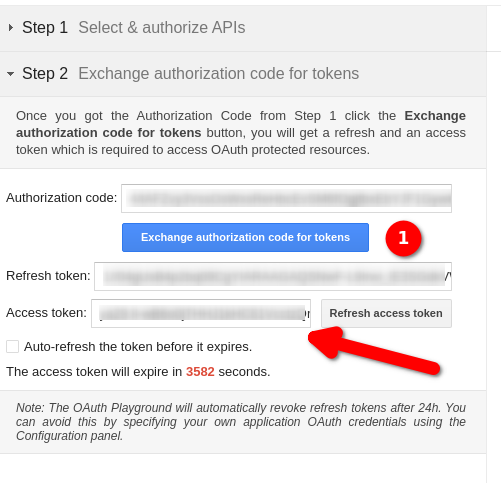 Step 1 Select & authorize APIs
Step 2 Exchange authorization code for tokens
Once you got the Authorization Code from Step 1 click the Exchange
authorization code for tokens button, you will get a refresh and an access
token which is required to access OAuth protected resources.
Authorization code:
Exchange authorization code for tokens
1
Refresh token:
Access token: Refresh access token
Auto-refresh the token before it expires.
The access token will expire in 3582 seconds.
Note: The OAuth Playground will automatically revoke refresh tokens after 24h. You
can avoid this by specifying your own application OAuth credentials using the
Configuration panel.